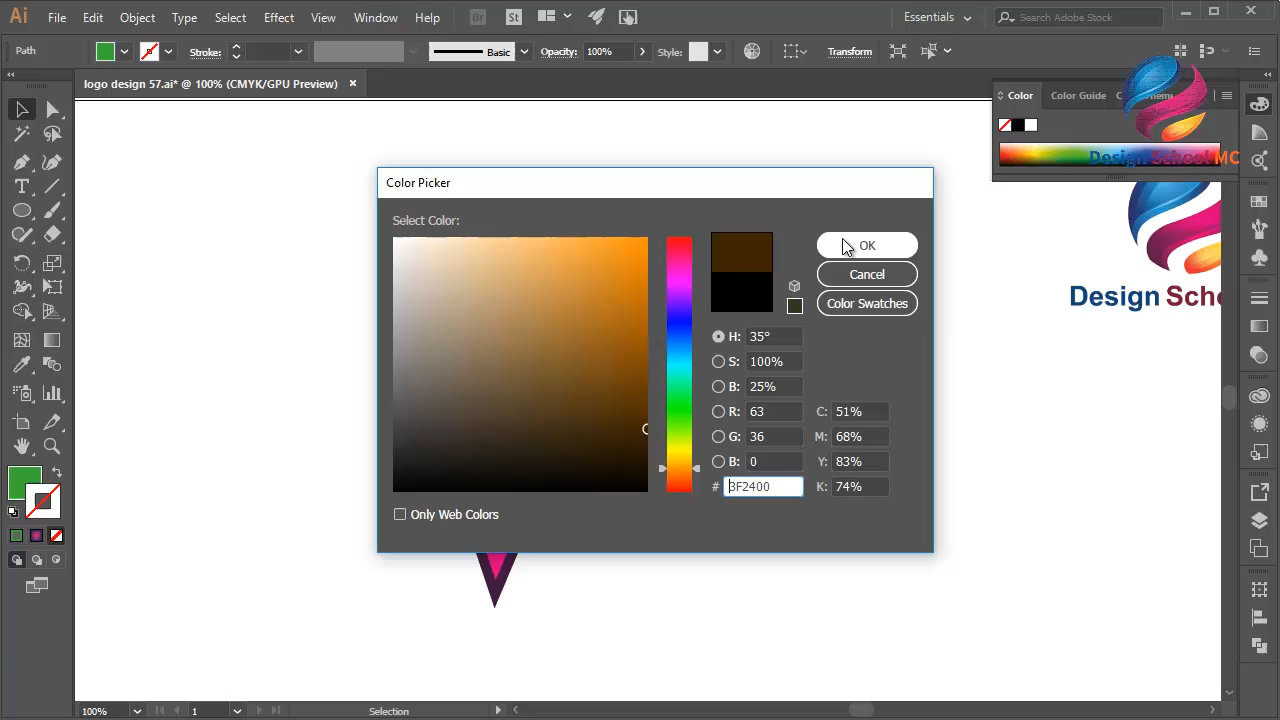 Ai File Edit Object Type Select Effect View Window Help Br St Essentials Search Adobe Stock
Path Stroke: Basic Opacity: 100% Style: Transform
logo design 57.ai* @ 100% (CMYK/GPU Preview)
Color Color Guide
Design School MC
Design
Color Picker
Select Color:
OK
Cancel
Color Swatches
H: 35°
S: 100%
B: 25%
R: 63 C: 51%
G: 36 M: 68%
B: 0 Y: 83%
# 3F2400 K: 74%
Only Web Colors
100% 1 Selection